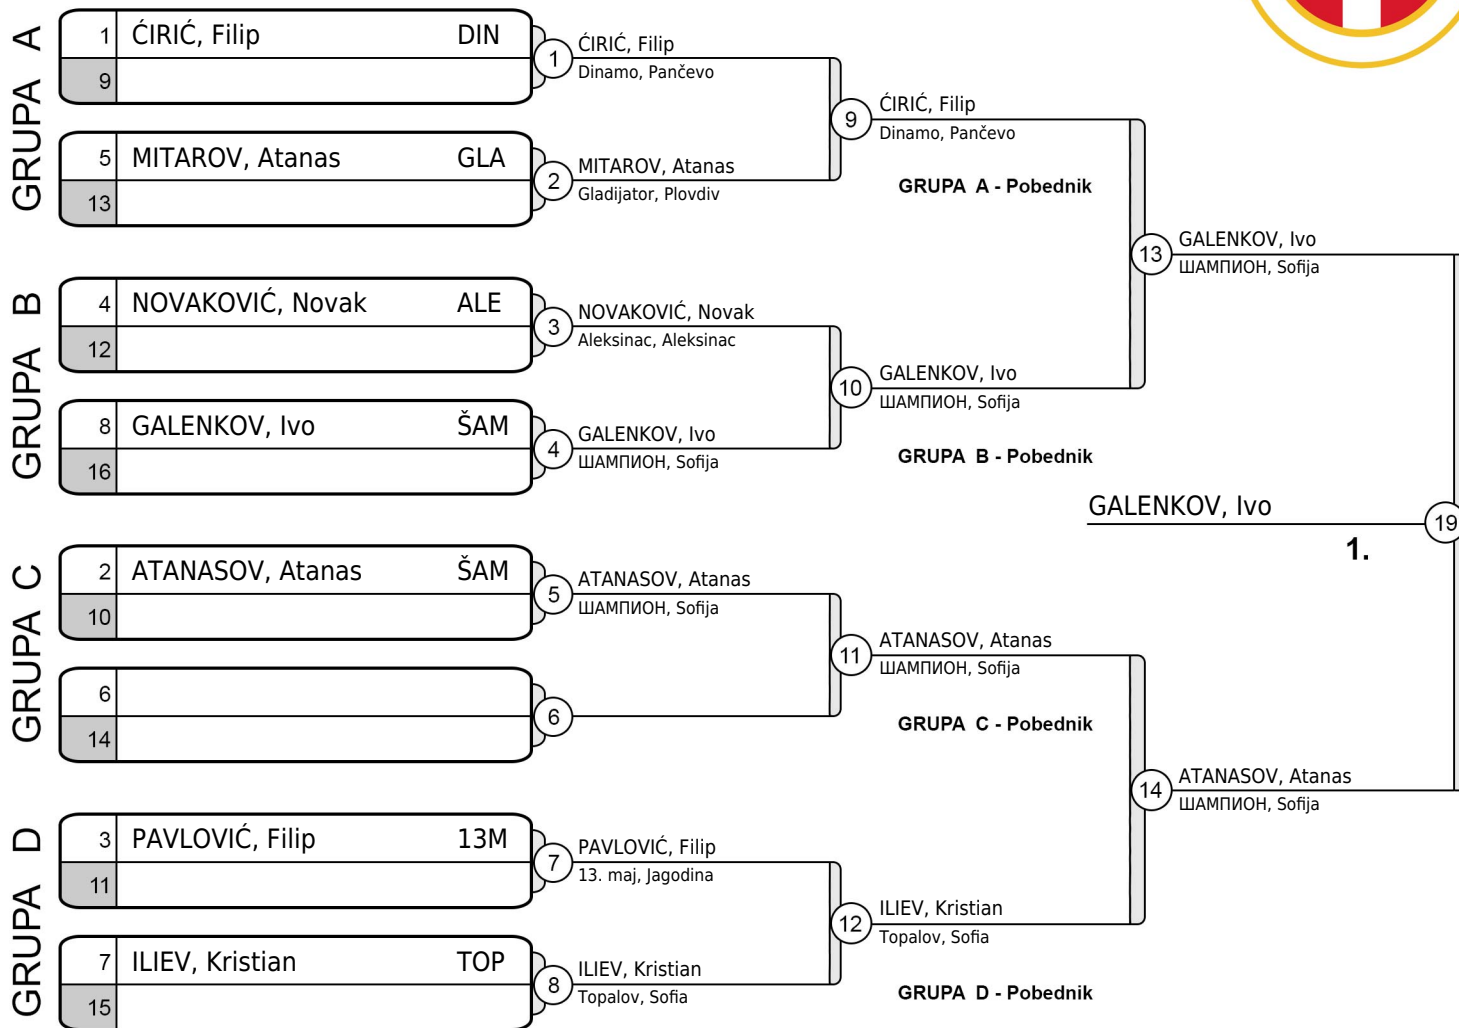 GRUPA A
1 ĆIRIĆ, Filip DIN
9
5 MITAROV, Atanas GLA
13
1
ĆIRIĆ, Filip
Dinamo, Pančevo
2
MITAROV, Atanas
Gladijator, Plovdiv
9
ĆIRIĆ, Filip
Dinamo, Pančevo
GRUPA A - Pobednik
GRUPA B
4 NOVAKOVIĆ, Novak ALE
12
8 GALENKOV, Ivo ŠAM
16
3
NOVAKOVIĆ, Novak
Aleksinac, Aleksinac
4
GALENKOV, Ivo
ШАМПИОН, Sofija
10
GALENKOV, Ivo
ШАМПИОН, Sofija
GRUPA B - Pobednik
13
GALENKOV, Ivo
ШАМПИОН, Sofija
GALENKOV, Ivo
19
1.
GRUPA C
2 ATANASOV, Atanas ŠAM
10
6
14
5
ATANASOV, Atanas
ШАМПИОН, Sofija
6
11
ATANASOV, Atanas
ШАМПИОН, Sofija
GRUPA C - Pobednik
GRUPA D
3 PAVLOVIĆ, Filip 13M
11
7 ILIEV, Kristian TOP
15
7
PAVLOVIĆ, Filip
13. maj, Jagodina
8
ILIEV, Kristian
Topalov, Sofia
12
ILIEV, Kristian
Topalov, Sofia
GRUPA D - Pobednik
14
ATANASOV, Atanas
ШАМПИОН, Sofija